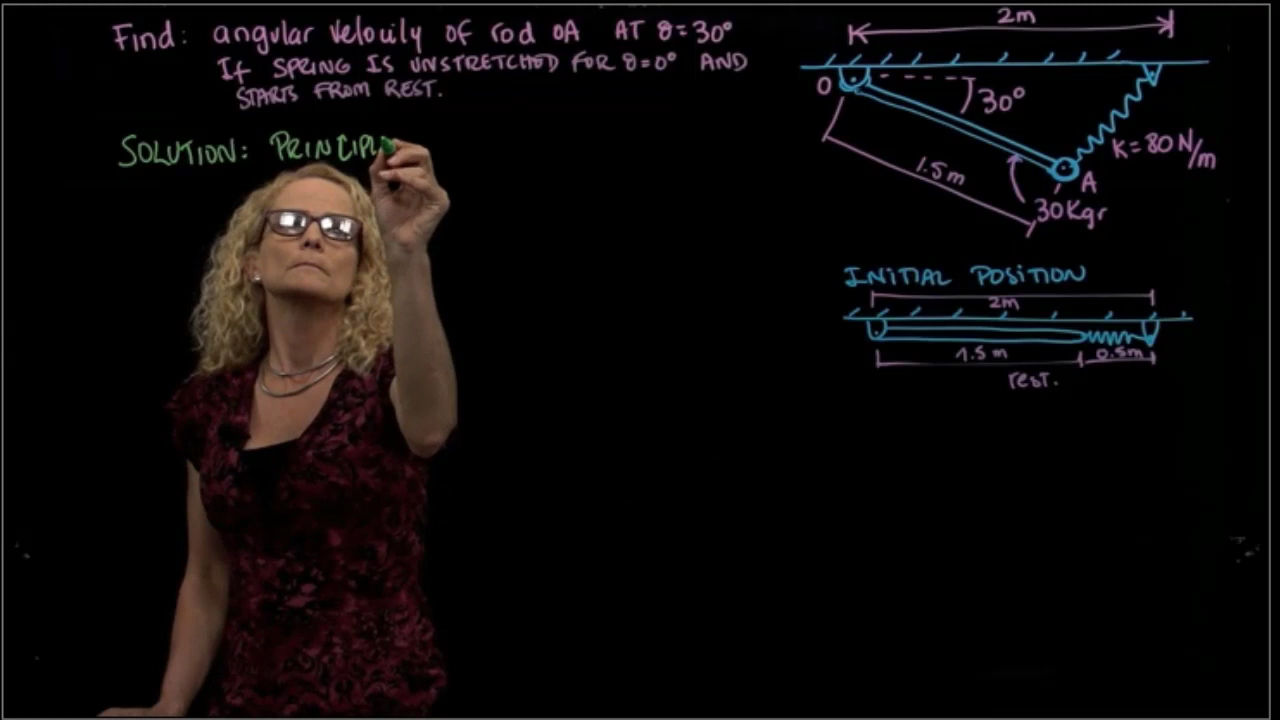 Find: angular velocity of rod OA AT θ=30°
If SPRING IS UNSTRETCHED FOR θ=0° AND
STARTS FROM REST.
SOLUTION: PRINCIPL
2m
O
30°
K=80 N/m
1.5m
A
30Kgr
INITIAL POSITION
2m
1.5 m
0.5m
rest.